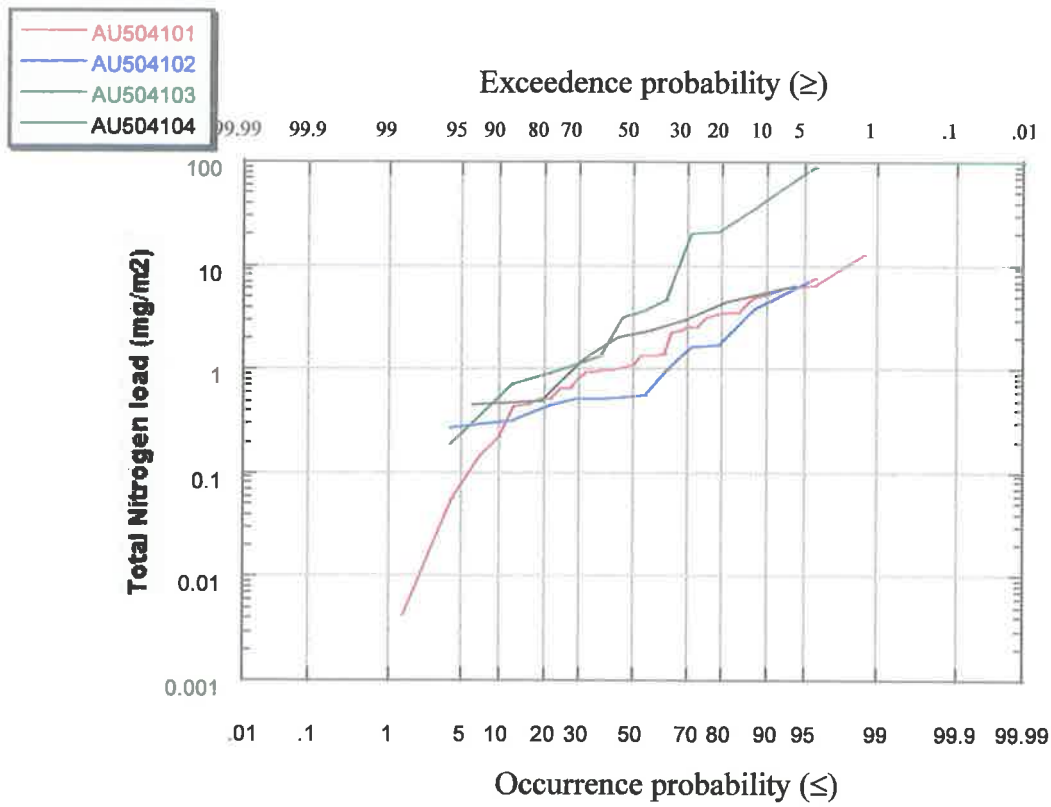 AU504101
AU504102
AU504103
AU504104
Exceedence probability (≥)
99.99 99.9 99 95 90 80 70 50 30 20 10 5 1 .1 .01
Total Nitrogen load (mg/m2)
100
10
1
0.1
0.01
0.001
.01 .1 1 5 10 20 30 50 70 80 90 95 99 99.9 99.99
Occurrence probability (≤)